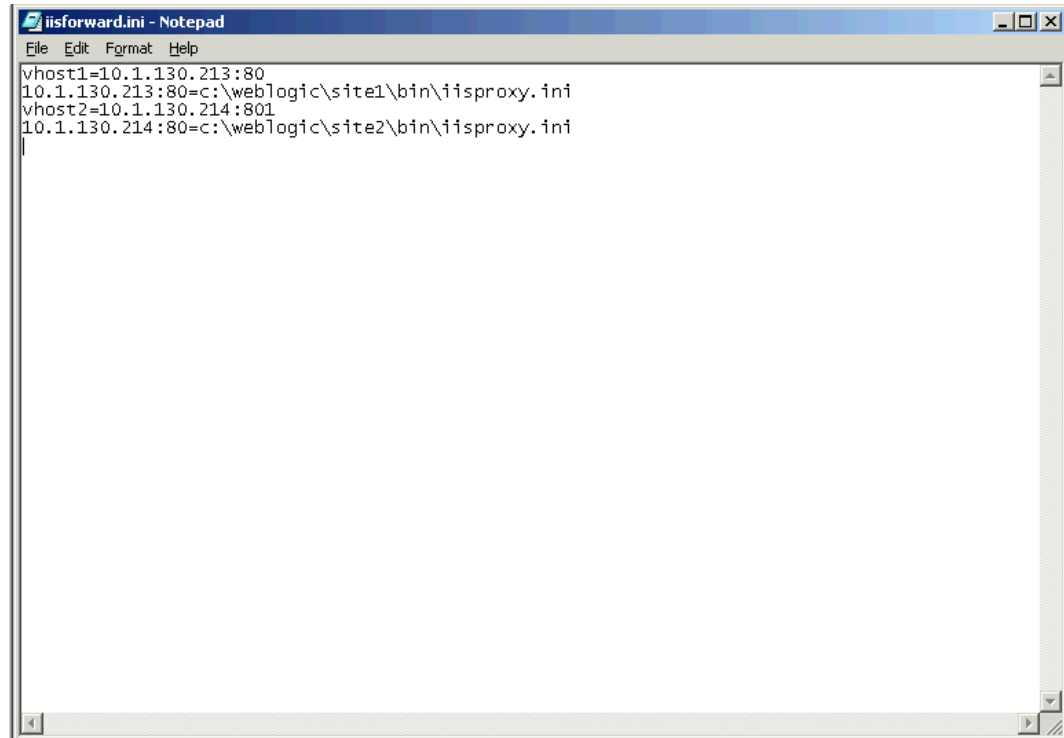 iisforward.ini - Notepad
File Edit Format Help
vhost1=10.1.130.213:80
10.1.130.213:80=c:\weblogic\site1\bin\iisproxy.ini
vhost2=10.1.130.214:801
10.1.130.214:80=c:\weblogic\site2\bin\iisproxy.ini